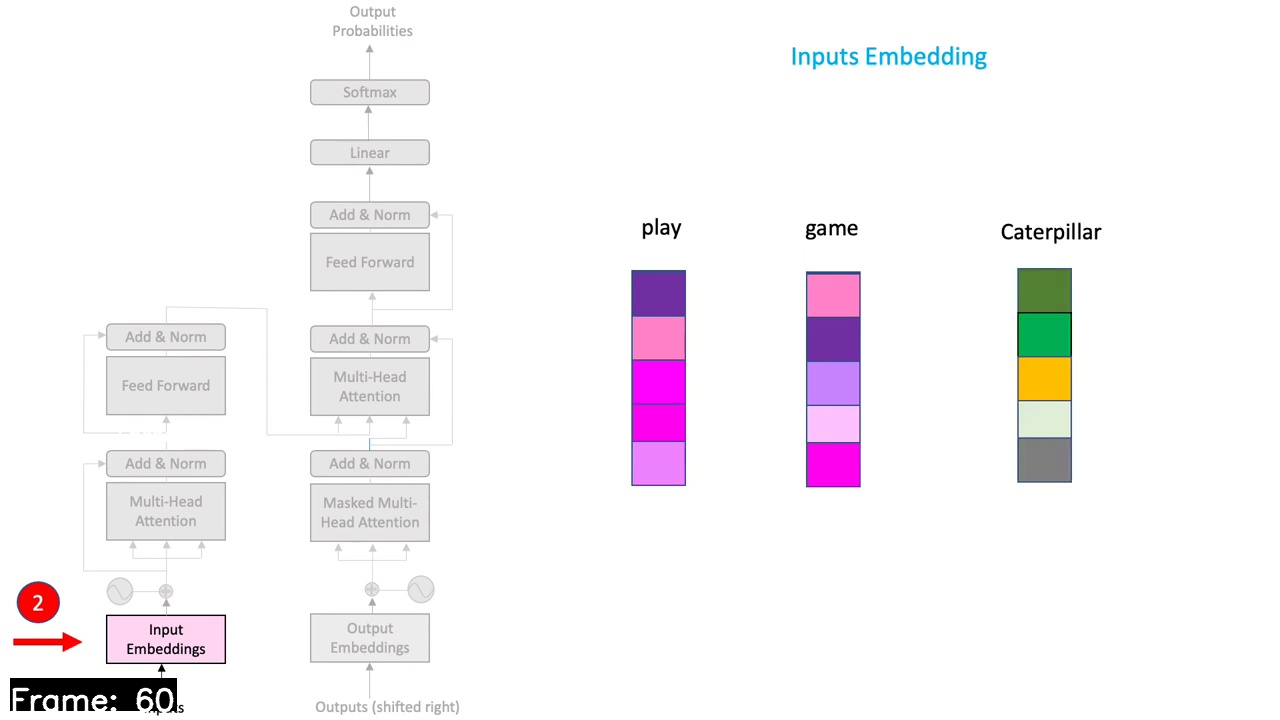 Output
Probabilities
Softmax
Linear
Add & Norm
Feed Forward
Add & Norm
Multi-Head
Attention
Add & Norm
Masked Multi-
Head Attention
Output
Embeddings
Outputs (shifted right)
Add & Norm
Feed Forward
Add & Norm
Multi-Head
Attention
2
Input
Embeddings
Frame: 60
Inputs Embedding
play
game
Caterpillar